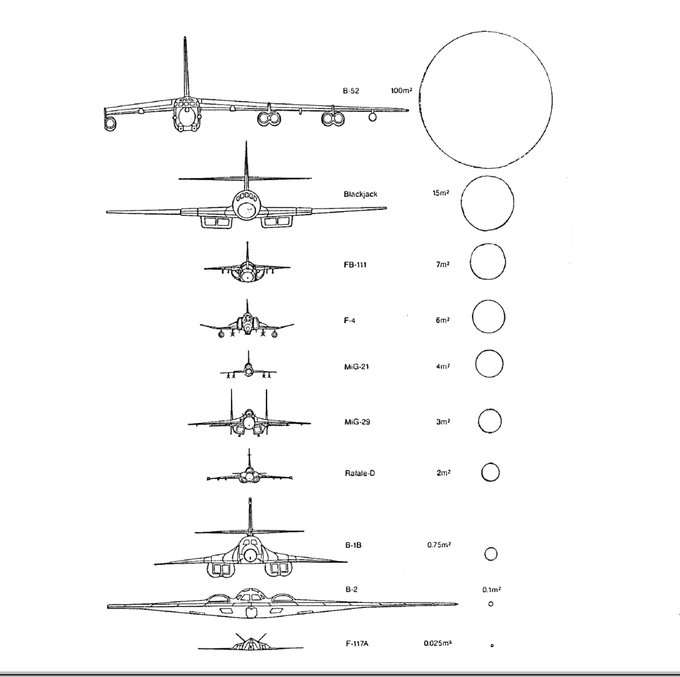 B-52 100m²
Blackjack 15m²
FB-111 7m²
F-4 6m²
MiG-21 4m²
MiG-29 3m²
Rafale-D 2m²
B-1B 0.75m²
B-2 0.1m²
F-117A 0.025m²